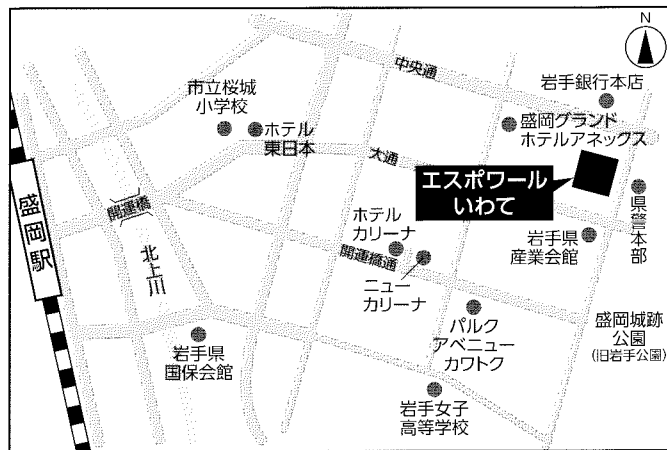 N
中央通
岩手銀行本店
市立桜城
小学校
盛岡グランド
ホテルアネックス
ホテル
東日本
大通
エスポワール
いわて
県警本部
盛岡駅
開運橋
北上川
ホテル
カリーナ
開運橋通
岩手県
産業会館
ニュー
カリーナ
パルク
アベニュー
カワトク
盛岡城跡
公園
(旧岩手公園)
岩手県
国保会館
岩手女子
高等学校